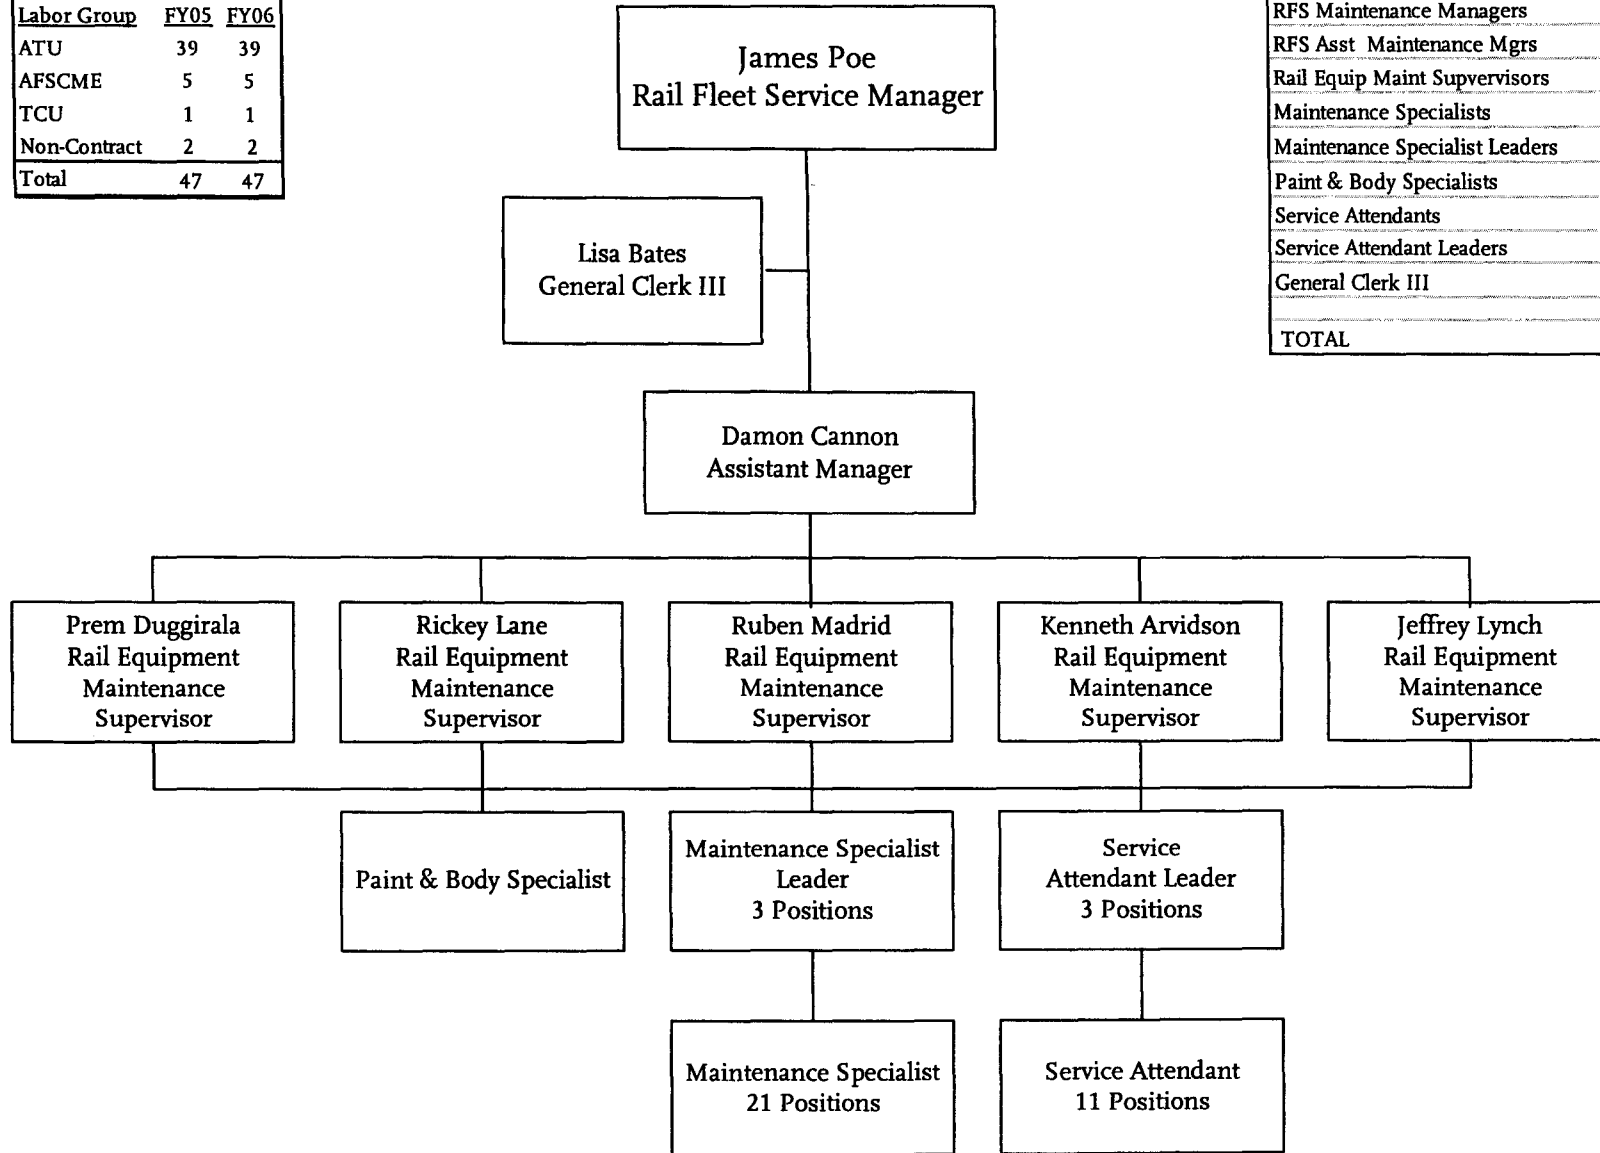 Labor Group FY05 FY06
ATU 39 39
AFSCME 5 5
TCU 1 1
Non-Contract 2 2
Total 47 47
James Poe
Rail Fleet Service Manager
RFS Maintenance Managers
RFS Asst Maintenance Mgrs
Rail Equip Maint Supvervisors
Maintenance Specialists
Maintenance Specialist Leaders
Paint & Body Specialists
Service Attendants
Service Attendant Leaders
General Clerk III
TOTAL
Lisa Bates
General Clerk III
Damon Cannon
Assistant Manager
Prem Duggirala
Rail Equipment
Maintenance
Supervisor
Rickey Lane
Rail Equipment
Maintenance
Supervisor
Ruben Madrid
Rail Equipment
Maintenance
Supervisor
Kenneth Arvidson
Rail Equipment
Maintenance
Supervisor
Jeffrey Lynch
Rail Equipment
Maintenance
Supervisor
Paint & Body Specialist
Maintenance Specialist
Leader
3 Positions
Service
Attendant Leader
3 Positions
Maintenance Specialist
21 Positions
Service Attendant
11 Positions